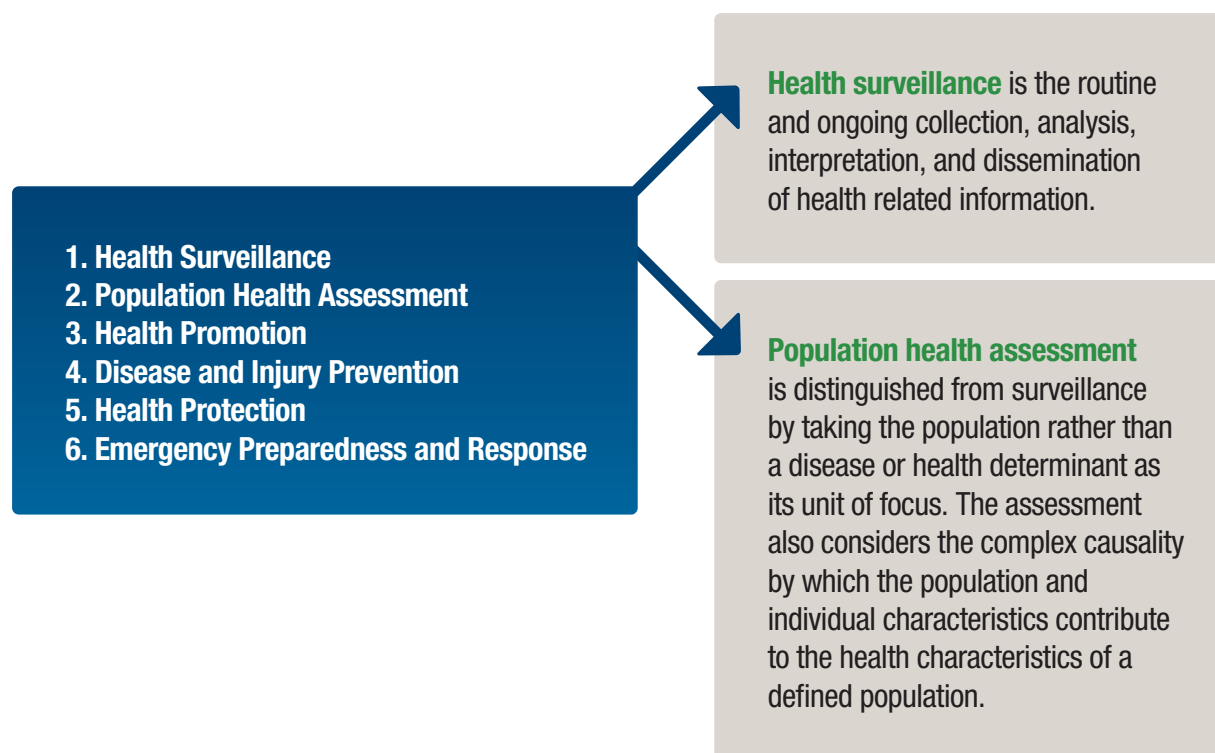 1. Health Surveillance
2. Population Health Assessment
3. Health Promotion
4. Disease and Injury Prevention
5. Health Protection
6. Emergency Preparedness and Response
Health surveillance is the routine
and ongoing collection, analysis,
interpretation, and dissemination
of health related information.
Population health assessment
is distinguished from surveillance
by taking the population rather than
a disease or health determinant as
its unit of focus. The assessment
also considers the complex causality
by which the population and
individual characteristics contribute
to the health characteristics of a
defined population.